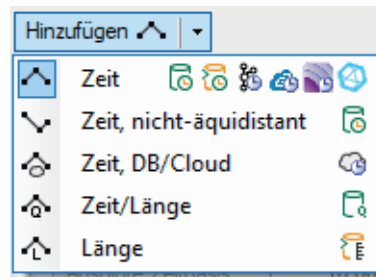 Hinzufügen
Zeit
Zeit, nicht-äquidistant
Zeit, DB/Cloud
Zeit/Länge
Länge